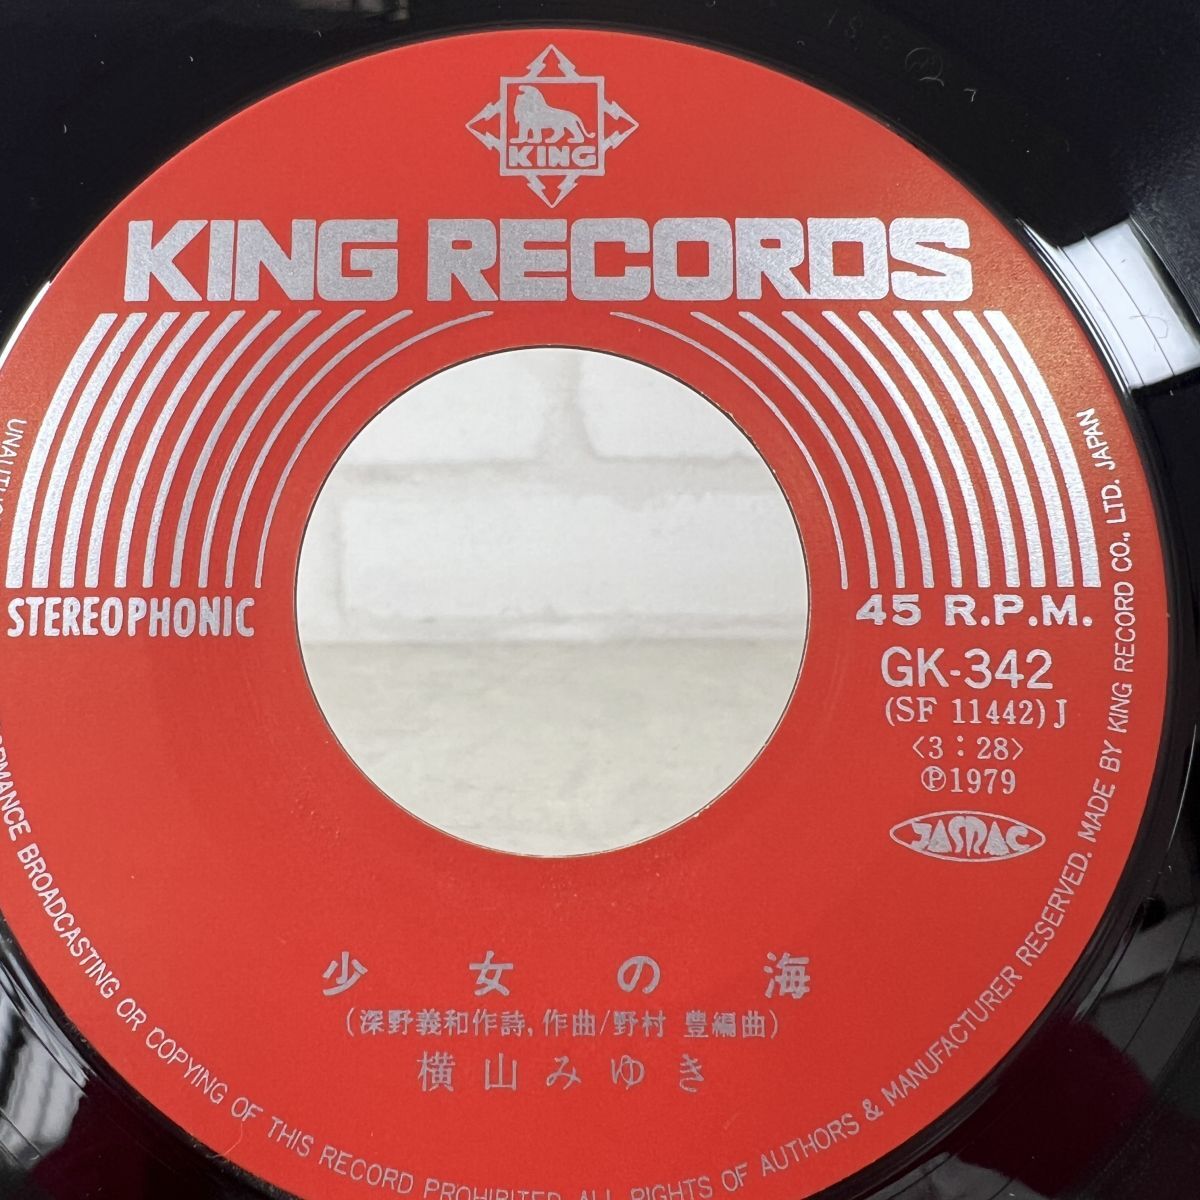 KING
KING RECORDS
STEREOPHONIC
45 R.P.M.
GK-342
(SF 11442) J
〈3:28〉
Ⓟ1979
JASRAC
少女の海
(深野義和作詩,作曲/野村 豊編曲)
横山みゆき
BROADCASTING OR COPYING OF THIS RECORD PROHIBITED ALL RIGHTS OF AUTHORS & MANUFACTURER RESERVED. MADE BY KING RECORD CO., LTD. JAPAN